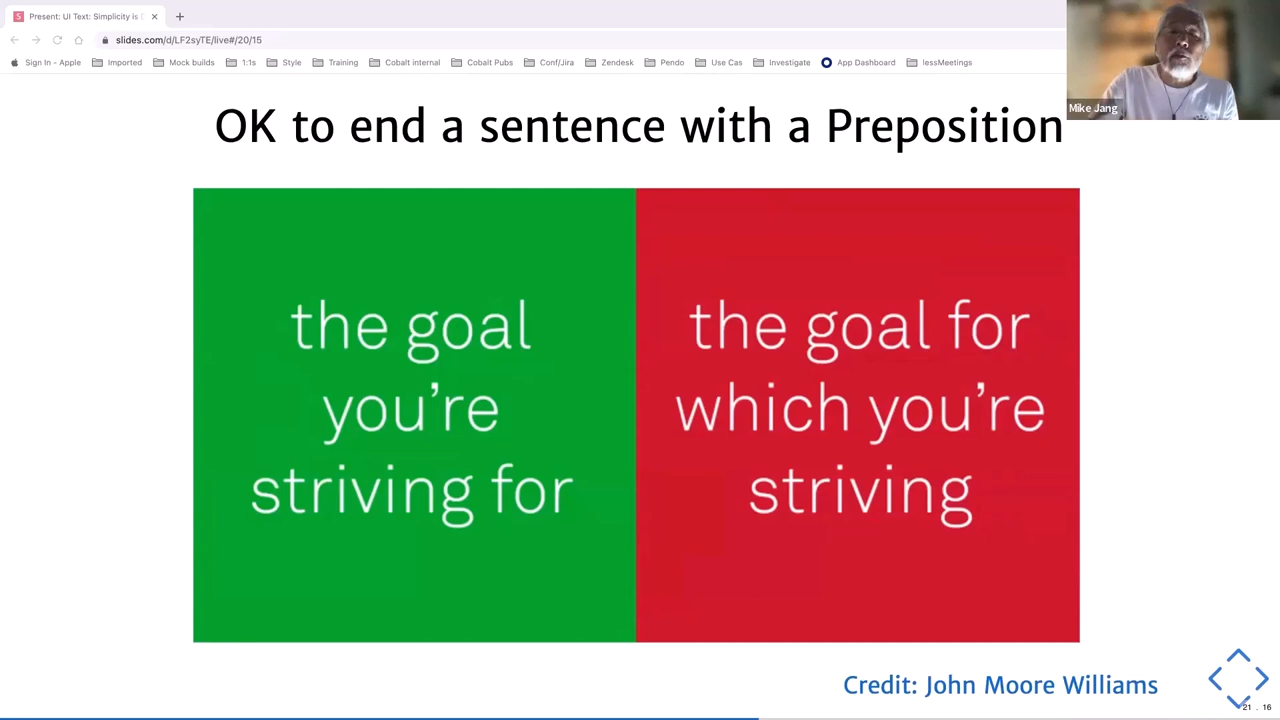 S Present: UI Text: Simplicity is D
slides.com/d/LF2syTE/live#/20/15
Sign In - Apple Imported Mock builds 1:1s Style Training Cobalt internal Cobalt Pubs Conf/Jira Zendesk Pendo Use Cas Investigate App Dashboard lessMeetings
Mike Jang
OK to end a sentence with a Preposition
the goal
you’re
striving for
the goal for
which you’re
striving
Credit: John Moore Williams
21 . 16